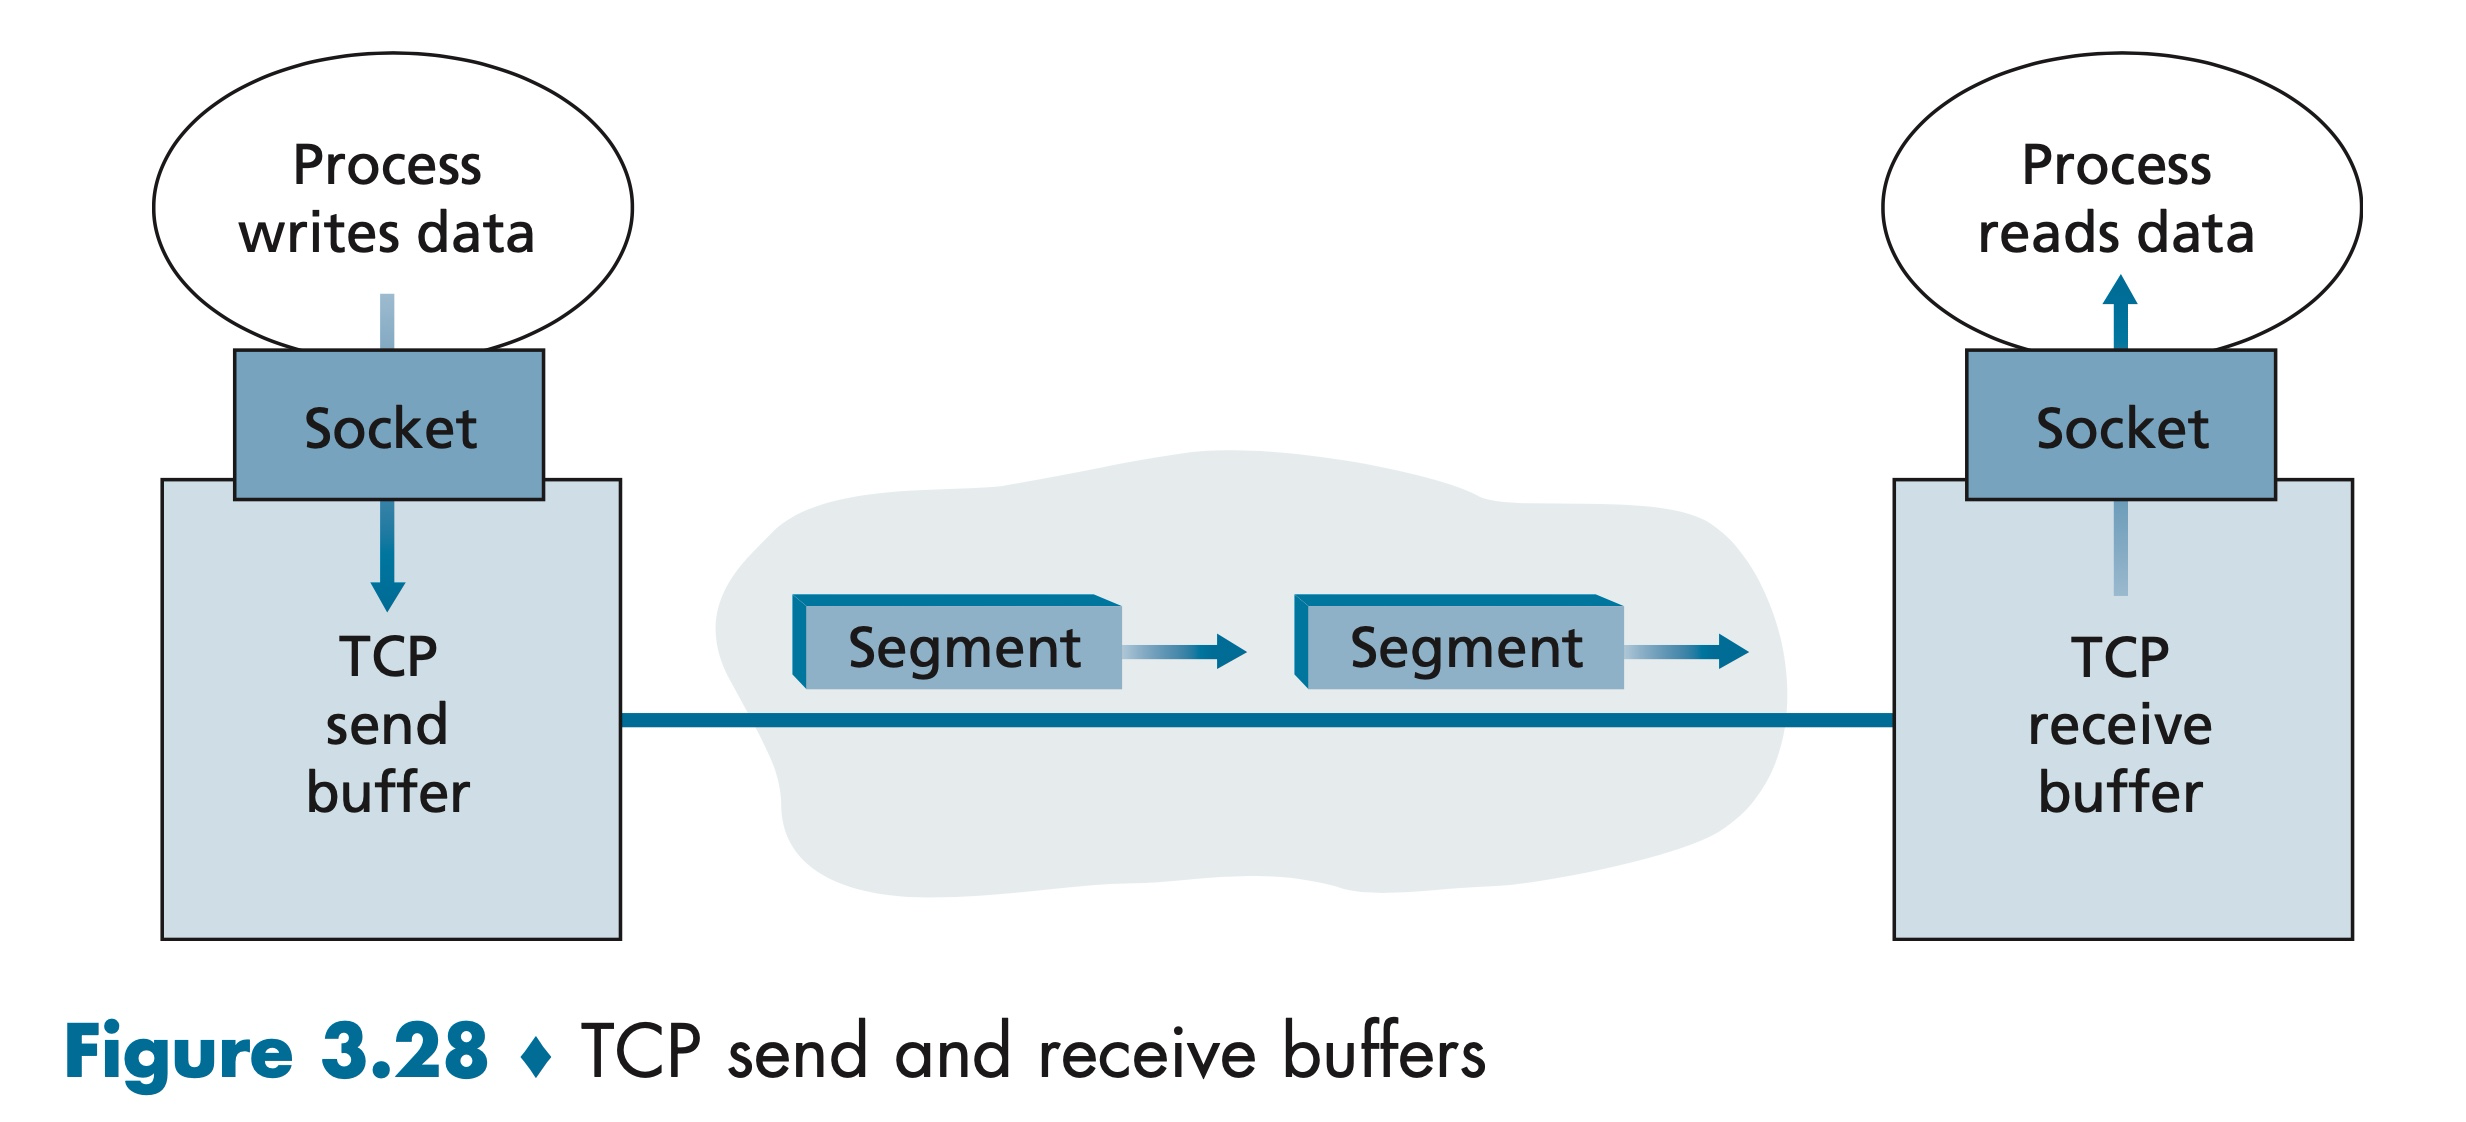 Process
writes data
Socket
TCP
send
buffer
Segment
Segment
Process
reads data
Socket
TCP
receive
buffer
Figure 3.28 ♦ TCP send and receive buffers